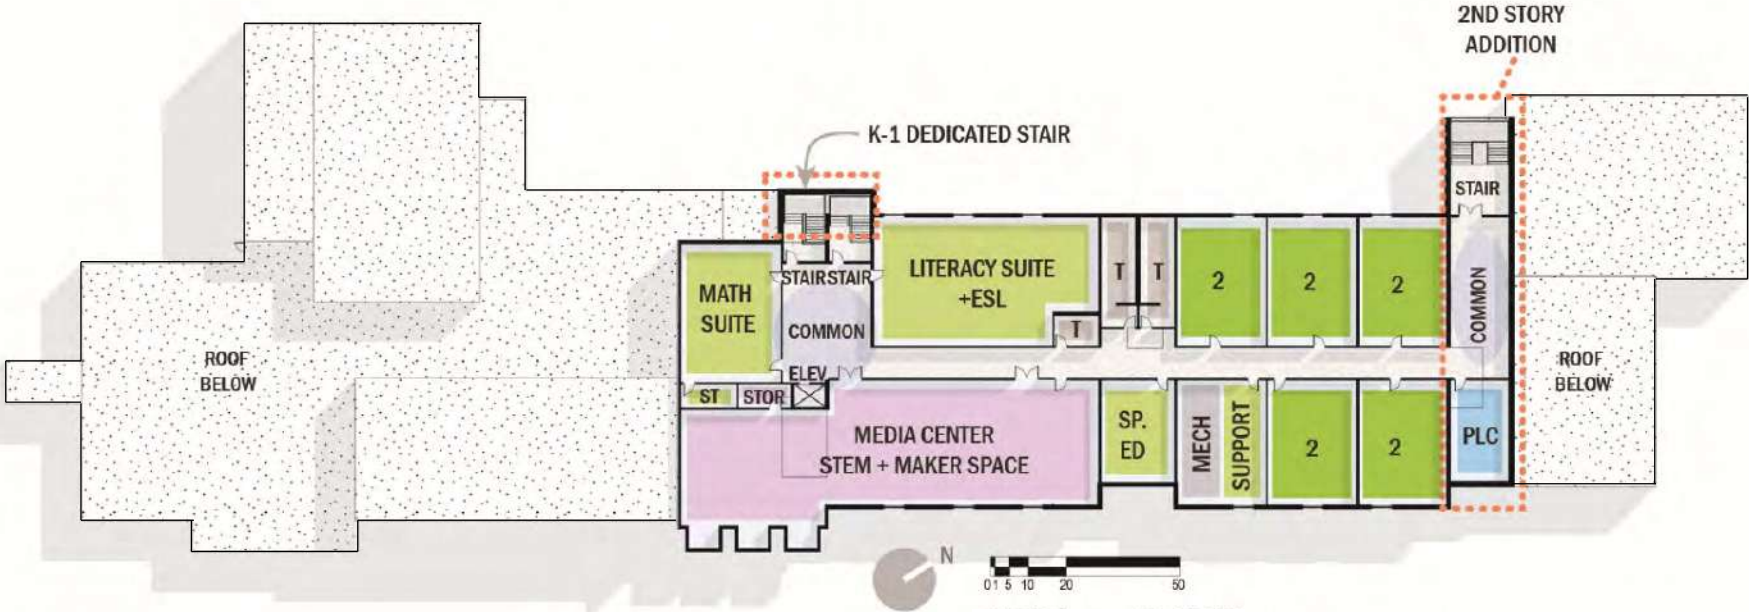 2ND STORY
ADDITION
K-1 DEDICATED STAIR
STAIR
LITERACY SUITE
+ESL
T
T
2
2
2
COMMON
STAIR STAIR
MATH
SUITE
COMMON
T
ROOF
BELOW
ROOF
BELOW
ELEV
ST
STOR
MEDIA CENTER
STEM + MAKER SPACE
SP.
ED
MECH
SUPPORT
2
2
PLC
N
0 1 5 10 20 50